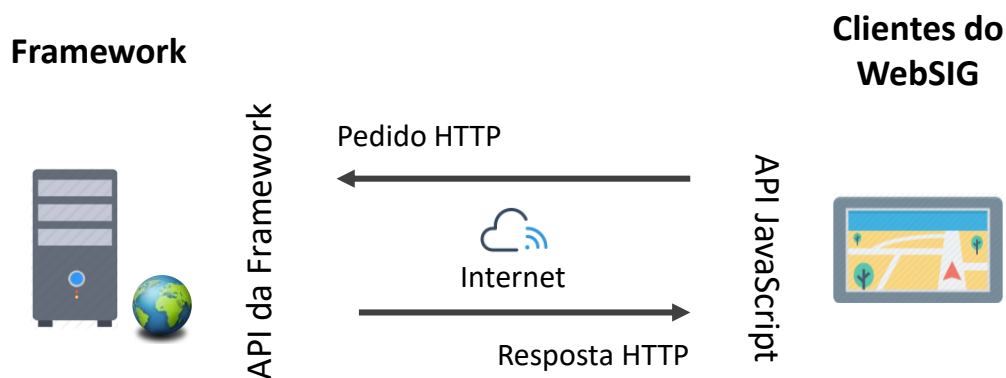 Framework
Clientes do
WebSIG
API da Framework
Pedido HTTP
Internet
Resposta HTTP
API JavaScript